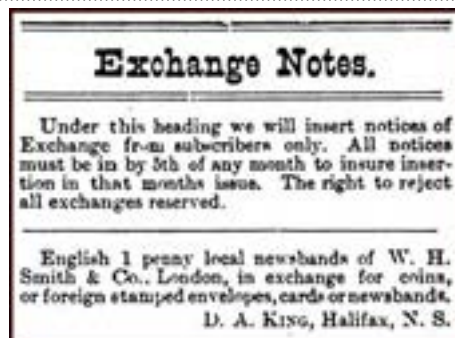 Exchange Notes.
Under this heading we will insert notices of
Exchange from subscribers only. All notices
must be in by 5th of any month to insure inser-
tion in that months issue. The right to reject
all exchanges reserved.
English 1 penny local newsbands of W. H.
Smith & Co., London, in exchange for coins,
or foreign stamped envelopes, cards or newsbands.
D. A. KING, Halifax, N. S.